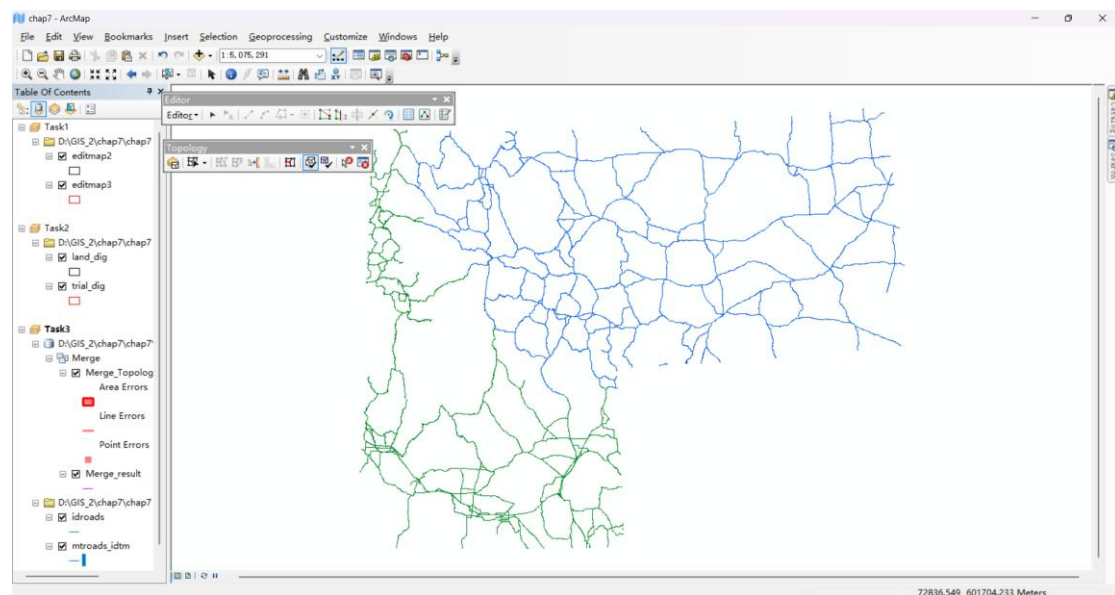 chap7 - ArcMap
File Edit View Bookmarks Insert Selection Geoprocessing Customize Windows Help
1:5,075,291
Table Of Contents
Editor
Editor
Topology
Task1
D:\GIS_2\chap7\chap7
editmap2
editmap3
Task2
D:\GIS_2\chap7\chap7
land_dig
trial_dig
Task3
D:\GIS_2\chap7\chap7
Merge
Merge_Topolog
Area Errors
Line Errors
Point Errors
Merge_result
D:\GIS_2\chap7\chap7
idroads
mtroads_idtm
72836.549 601704.233 Meters